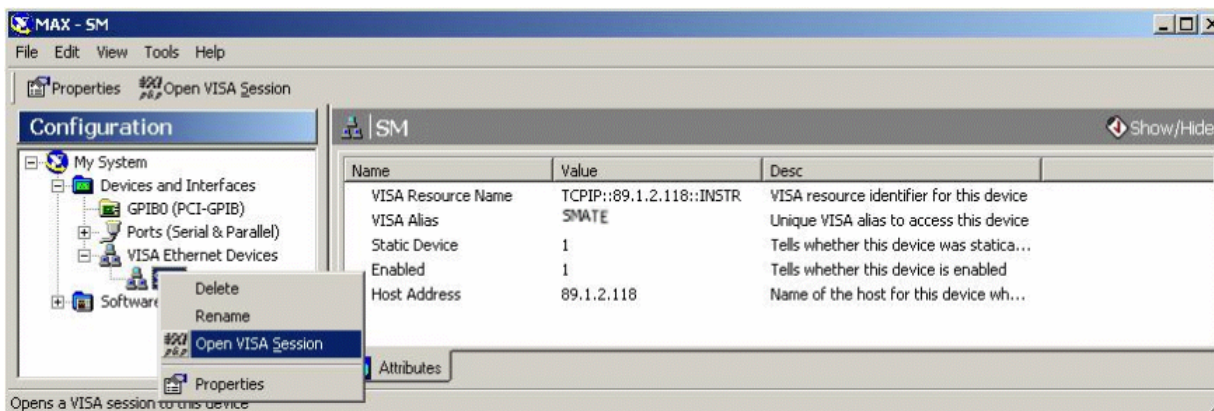 MAX - SM
File Edit View Tools Help
Properties Open VISA Session
Configuration
SM
Show/Hide
My System
Devices and Interfaces
GPIB0 (PCI-GPIB)
Ports (Serial & Parallel)
VISA Ethernet Devices
Software
Delete
Rename
Open VISA Session
Properties
Name Value Desc
VISA Resource Name TCPIP::89.1.2.118::INSTR VISA resource identifier for this device
VISA Alias SMATE Unique VISA alias to access this device
Static Device 1 Tells whether this device was statica...
Enabled 1 Tells whether this device is enabled
Host Address 89.1.2.118 Name of the host for this device wh...
Attributes
Opens a VISA session to this device